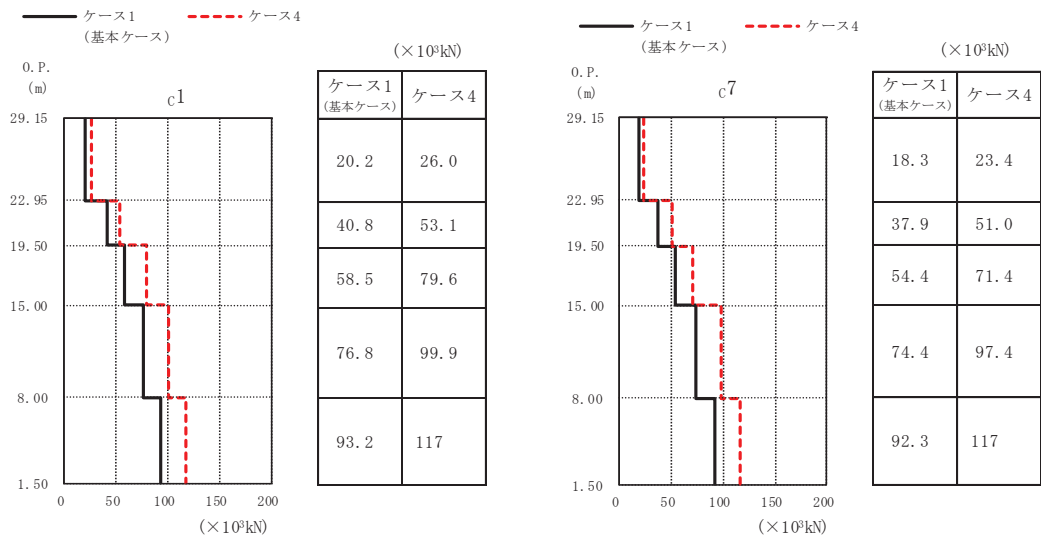 ケース1 ケース4
(基本ケース)
(×10³kN)
O.P.
(m)
C1
ケース1 ケース4
(基本ケース)
29.15
20.2 26.0
22.95
40.8 53.1
19.50
58.5 79.6
15.00
76.8 99.9
8.00
93.2 117
1.50
0 50 100 150 200
(×10³kN)
ケース1 ケース4
(基本ケース)
(×10³kN)
O.P.
(m)
C7
ケース1 ケース4
(基本ケース)
29.15
18.3 23.4
22.95
37.9 51.0
19.50
54.4 71.4
15.00
74.4 97.4
8.00
92.3 117
1.50
0 50 100 150 200
(×10³kN)